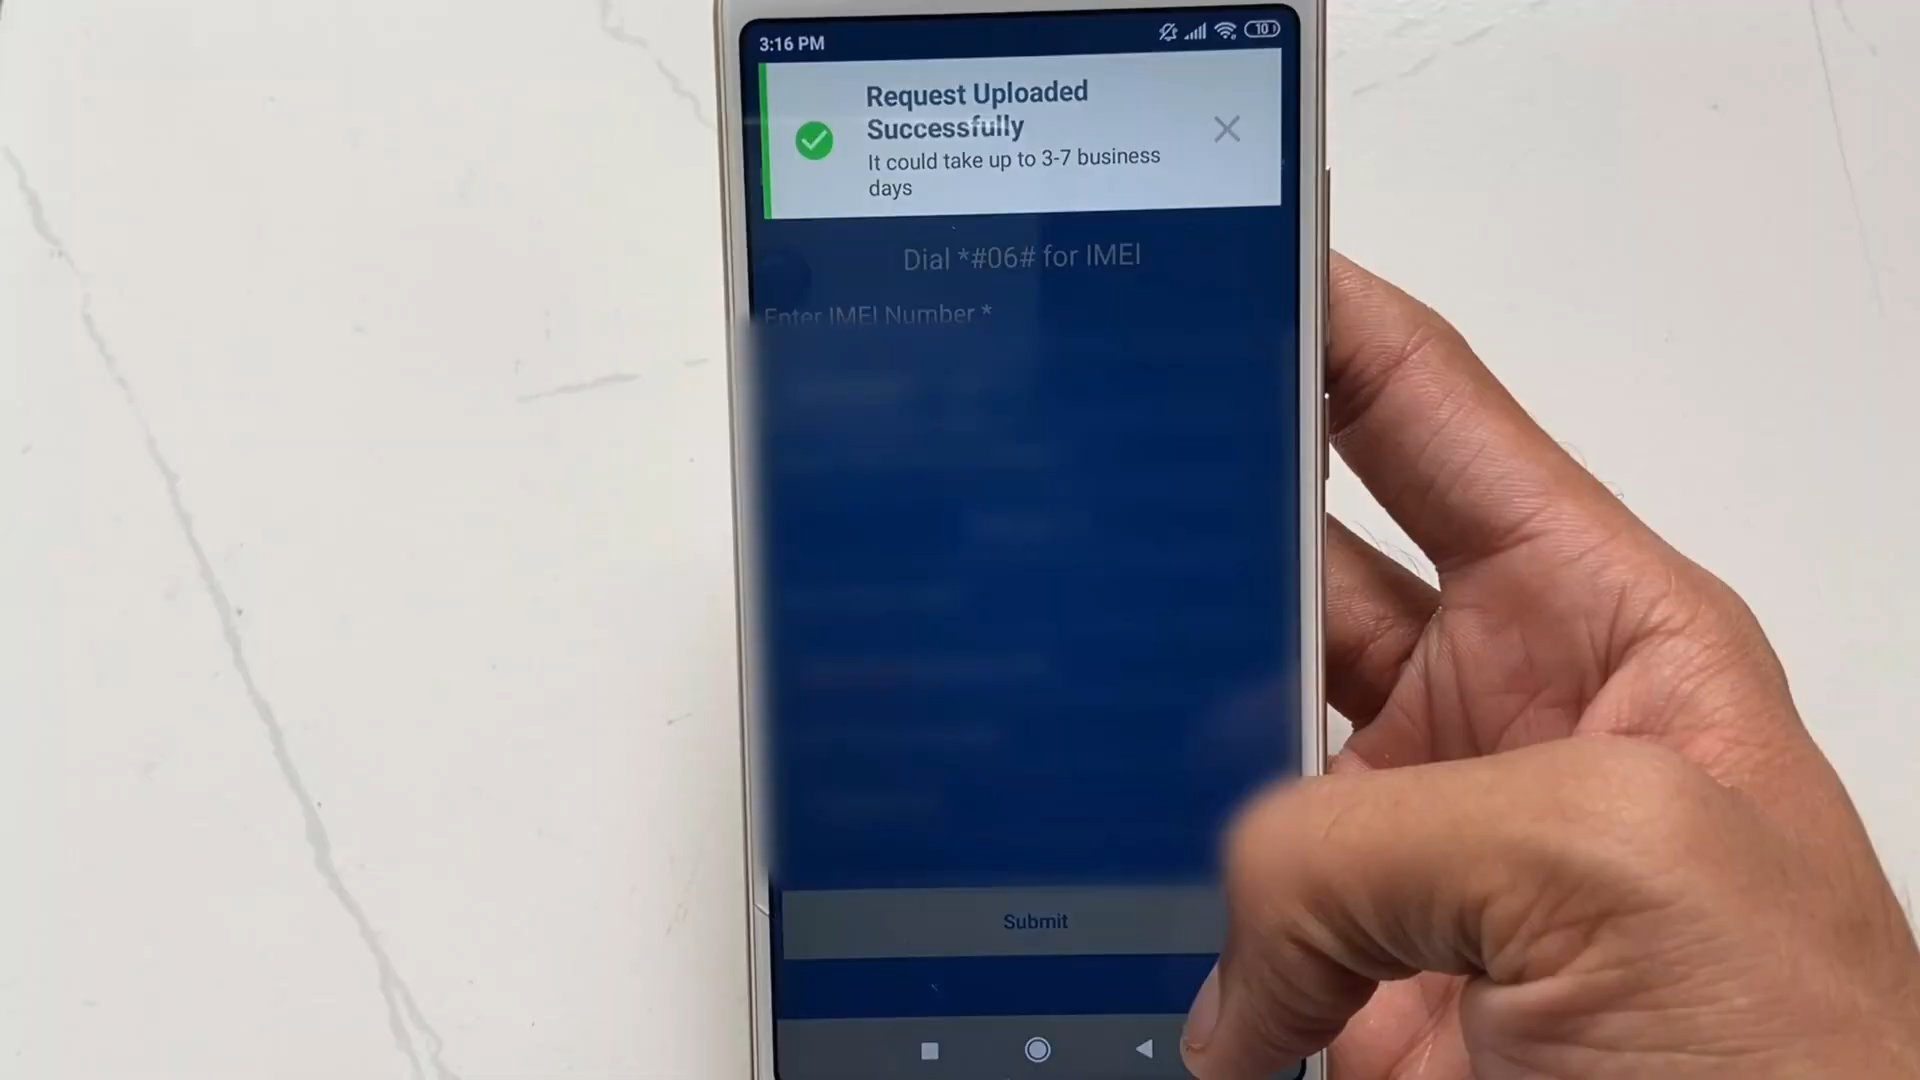 3:16 PM
10
Request Uploaded
Successfully
It could take up to 3-7 business
days
Dial *#06# for IMEI
Enter IMEI Number *
Submit